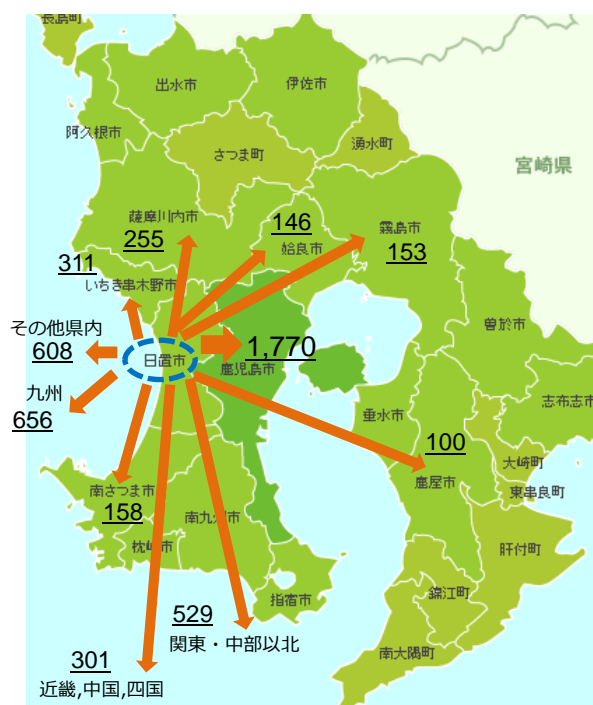 長島町
出水市
伊佐市
阿久根市
さつま町
湧水町
宮崎県
薩摩川内市
255
146
姶良市
霧島市
153
311
いちき串木野市
曽於市
その他県内
608
日置市
1,770
鹿児島市
九州
656
垂水市
志布志市
100
大崎町
鹿屋市
東串良町
南さつま市
158
南九州市
枕崎市
肝付町
錦江町
指宿市
529
関東・中部以北
南大隅町
301
近畿,中国,四国